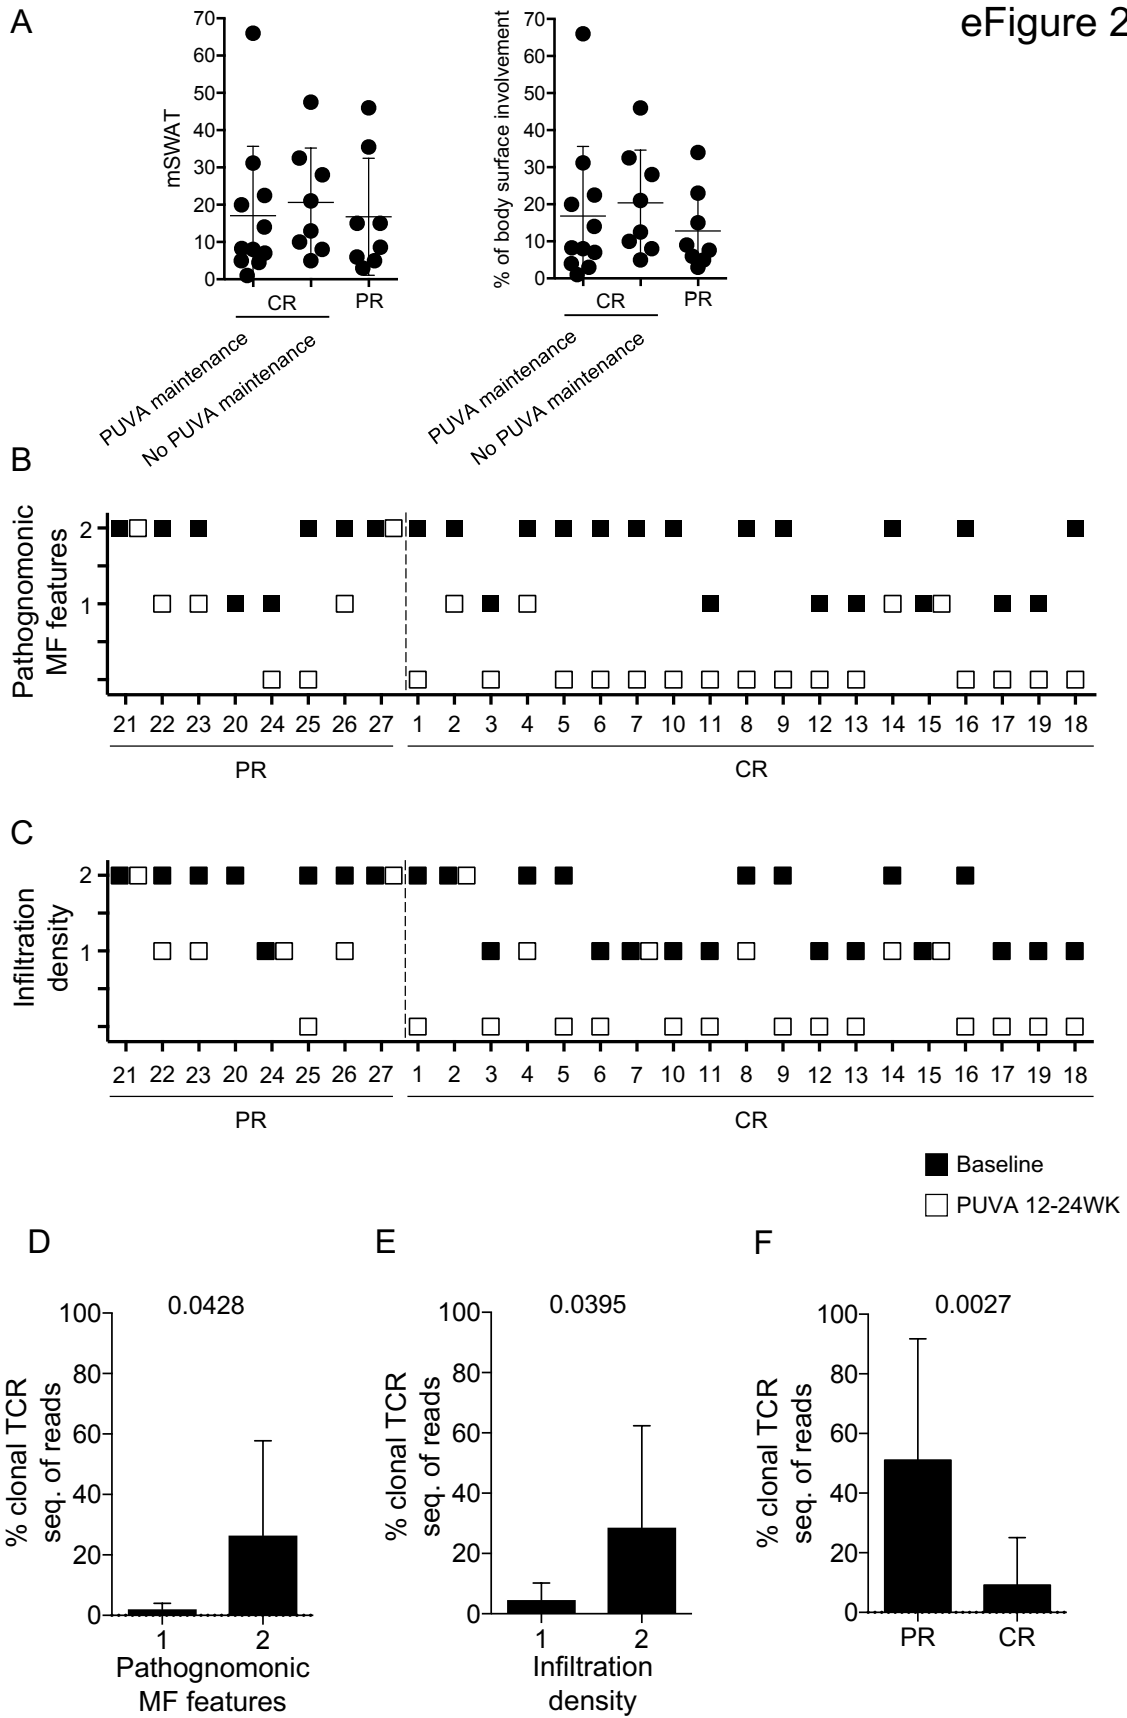 A
eFigure 2
mSWAT
70
60
50
40
30
20
10
0
CR
PR
PUVA maintenance
No PUVA maintenance
% of body surface involvement
70
60
50
40
30
20
10
0
CR
PR
PUVA maintenance
No PUVA maintenance
B
Pathognomonic
MF features
2
1
21 22 23 20 24 25 26 27 1 2 3 4 5 6 7 10 11 8 9 12 13 14 15 16 17 19 18
PR
CR
C
Infiltration
density
2
1
21 22 23 20 24 25 26 27 1 2 3 4 5 6 7 10 11 8 9 12 13 14 15 16 17 19 18
PR
CR
Baseline
PUVA 12-24WK
D
0.0428
% clonal TCR
seq. of reads
100
80
60
40
20
0
1 2
Pathognomonic
MF features
E
0.0395
% clonal TCR
seq. of reads
100
80
60
40
20
0
1 2
Infiltration
density
F
0.0027
% clonal TCR
seq. of reads
100
80
60
40
20
0
PR CR